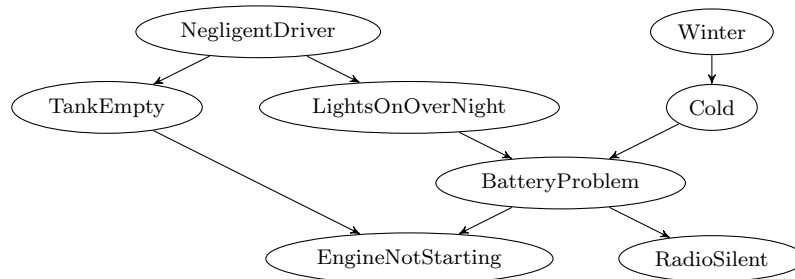 NegligentDriver
Winter
TankEmpty
LightsOnOverNight
Cold
BatteryProblem
EngineNotStarting
RadioSilent